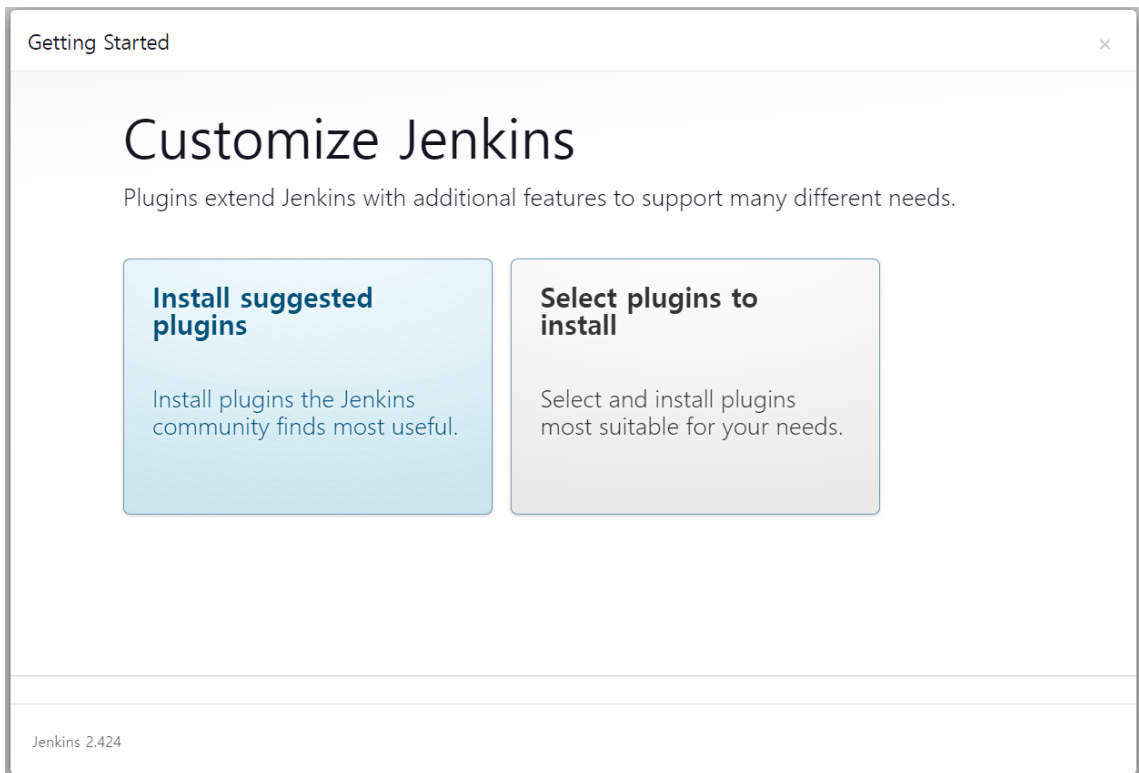 Getting Started
×
Customize Jenkins
Plugins extend Jenkins with additional features to support many different needs.
Install suggested
plugins
Install plugins the Jenkins
community finds most useful.
Select plugins to
install
Select and install plugins
most suitable for your needs.
Jenkins 2.424